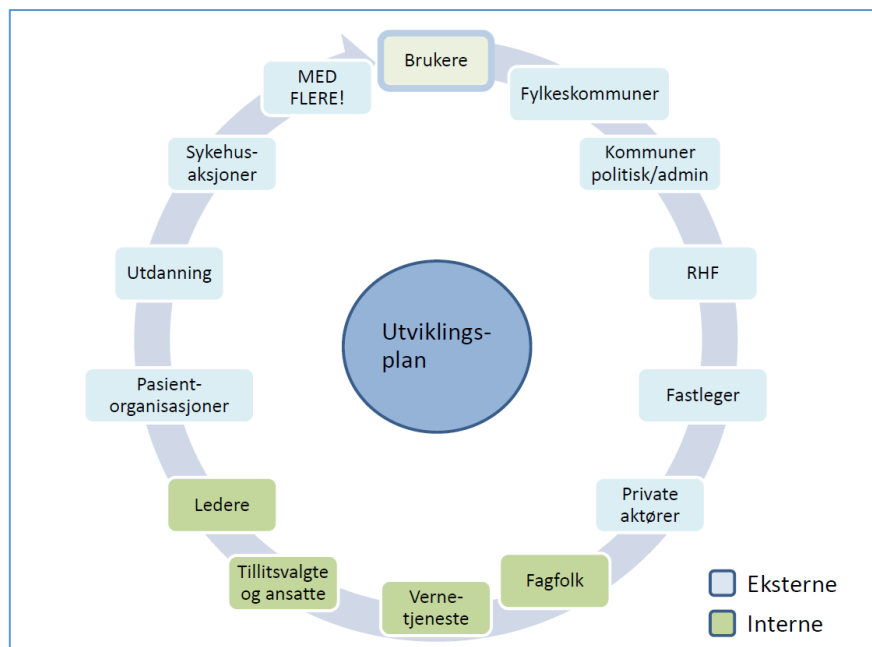 Brukere
Fylkeskommuner
Kommuner
politisk/admin
RHF
Fastleger
Private
aktører
Fagfolk
Verne-
tjeneste
Tillitsvalgte
og ansatte
Ledere
Pasient-
organisasjoner
Utdanning
Sykehus-
aksjoner
MED
FLERE!
Utviklings-
plan
Eksterne
Interne